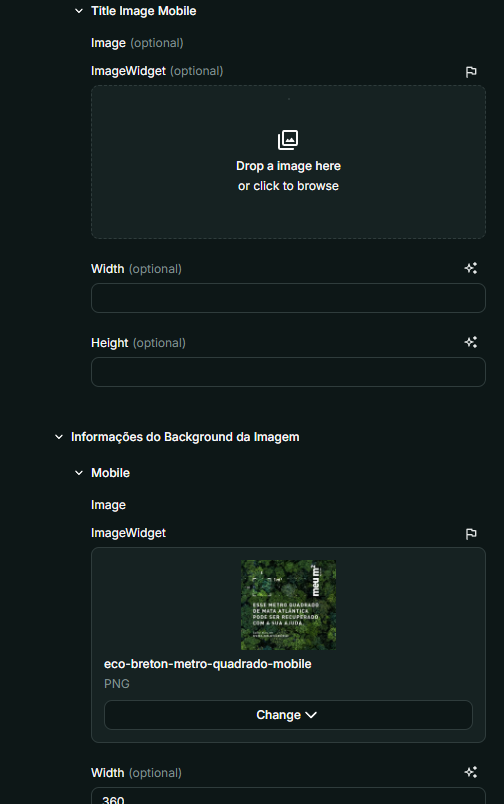 Title Image Mobile
Image (optional)
ImageWidget (optional)
Drop a image here
or click to browse
Width (optional)
Height (optional)
Informações do Background da Imagem
Mobile
Image
ImageWidget
meu m²
ESSE METRO QUADRADO
DE MATA ATLÂNTICA
PODE SER RECUPERADO
COM A SUA AJUDA
eco-breton-metro-quadrado-mobile
PNG
Change
Width (optional)
360